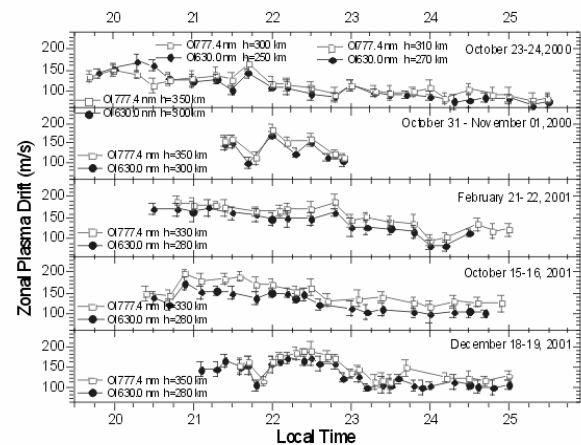 20 21 22 23 24 25
OI777.4 nm h=300 km OI777.4 nm h=310 km
OI630.0 nm h=250 km OI630.0 nm h=270 km
October 23-24, 2000
200
150
100
50
OI777.4 nm h=350 km
OI630.0 nm h=300 km
October 31 - November 01, 2000
200
150
100
OI777.4 nm h=350 km
OI630.0 nm h=300 km
February 21-22, 2001
200
150
100
OI777.4 nm h=330 km
OI630.0 nm h=280 km
October 15-16, 2001
200
150
100
OI777.4 nm h=330 km
OI630.0 nm h=280 km
December 18-19, 2001
200
150
100
OI777.4 nm h=350 km
OI630.0 nm h=280 km
Zonal Plasma Drift (m/s)
20 21 22 23 24 25
Local Time